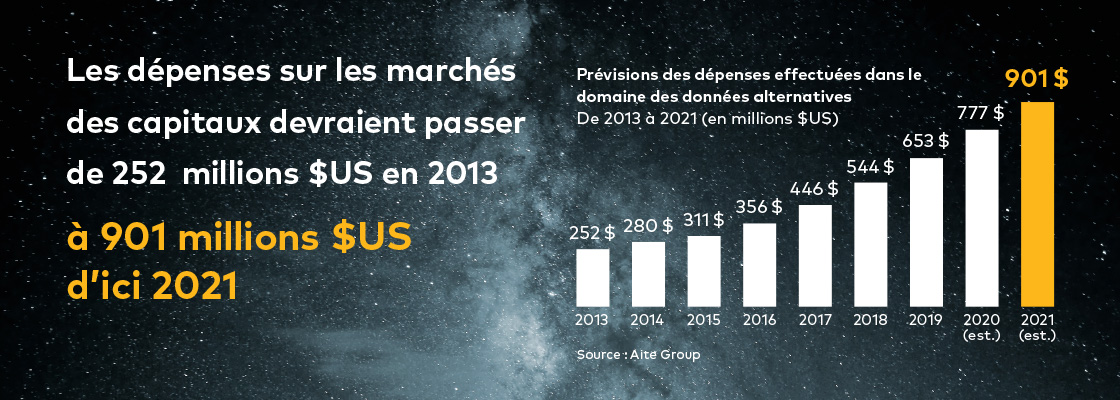 Les dépenses sur les marchés
des capitaux devraient passer
de 252 millions $US en 2013
à 901 millions $US
d'ici 2021
Prévisions des dépenses effectuées dans le
domaine des données alternatives
De 2013 à 2021 (en millions $US)
252 $ 280 $ 311 $ 356 $ 446 $ 544 $ 653 $ 777 $ 901 $
2013 2014 2015 2016 2017 2018 2019 2020 2021
(est.) (est.)
Source : Aite Group